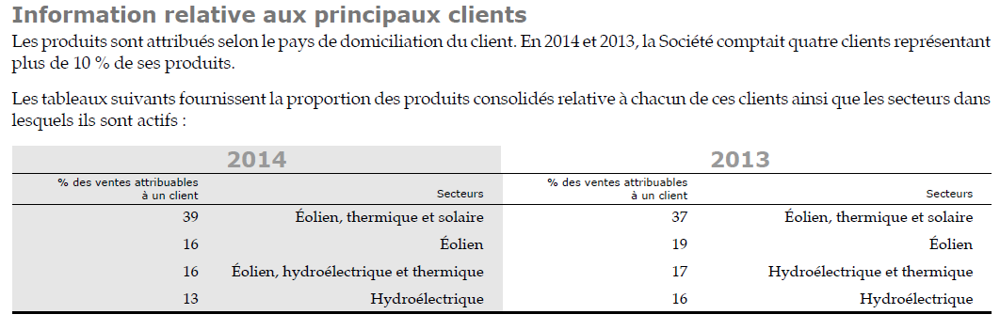 Information relative aux principaux clients
Les produits sont attribués selon le pays de domiciliation du client. En 2014 et 2013, la Société comptait quatre clients représentant
plus de 10 % de ses produits.
Les tableaux suivants fournissent la proportion des produits consolidés relative à chacun de ces clients ainsi que les secteurs dans
lesquels ils sont actifs :
2014 2013
% des ventes attribuables % des ventes attribuables
à un client Secteurs à un client Secteurs
39 Éolien, thermique et solaire 37 Éolien, thermique et solaire
16 Éolien 19 Éolien
16 Éolien, hydroélectrique et thermique 17 Hydroélectrique et thermique
13 Hydroélectrique 16 Hydroélectrique